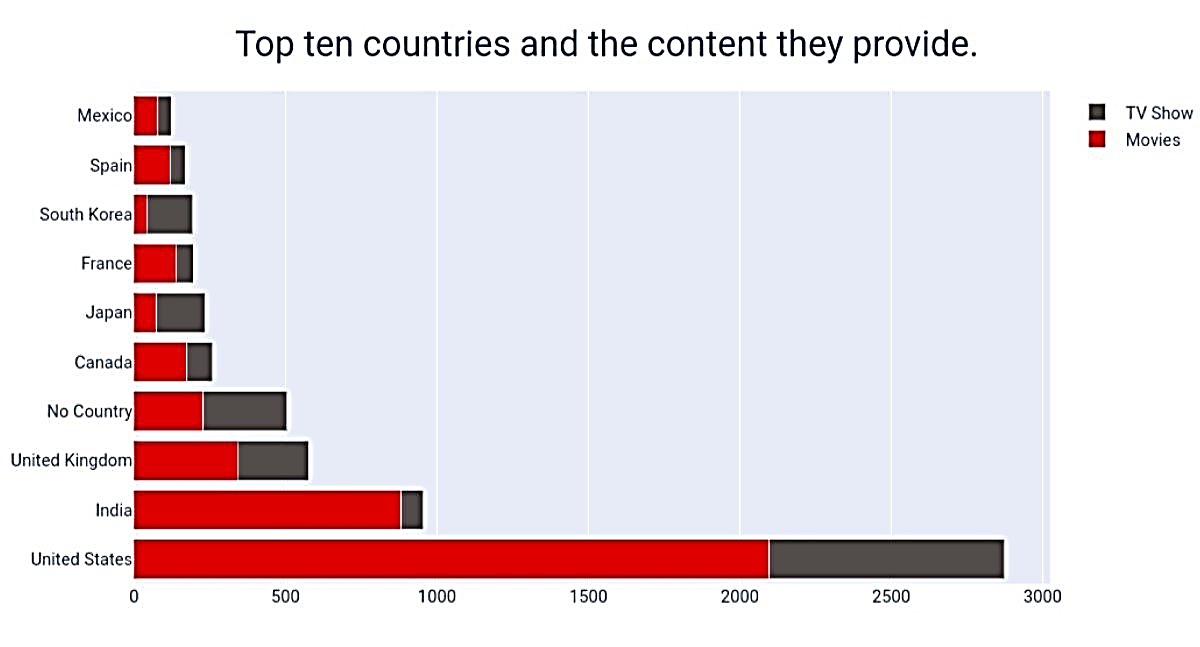 Top ten countries and the content they provide.
TV Show
Movies
Mexico
Spain
South Korea
France
Japan
Canada
No Country
United Kingdom
India
United States
0 500 1000 1500 2000 2500 3000